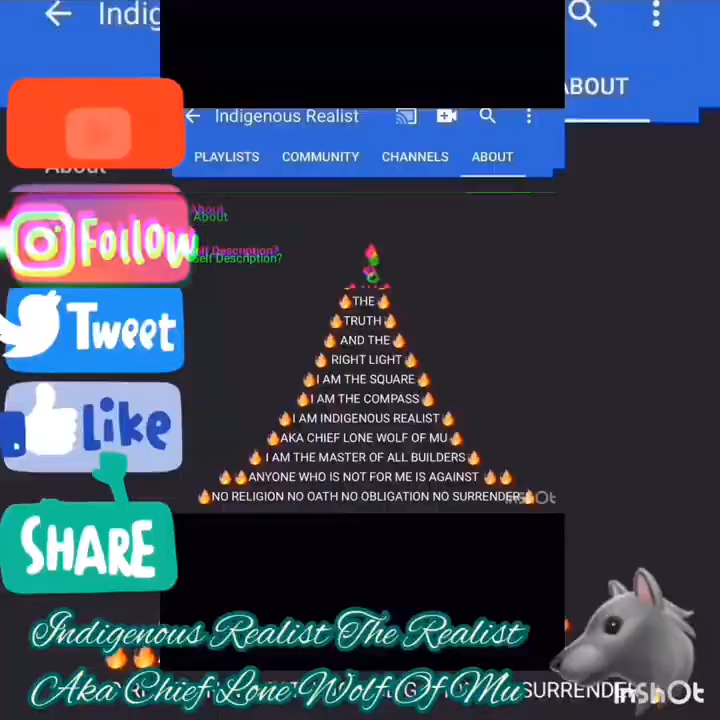 Indig
ABOUT
Indigenous Realist
PLAYLISTS COMMUNITY CHANNELS ABOUT
About
About
Self Description?
THE
TRUTH
AND THE
RIGHT LIGHT
I AM THE SQUARE
I AM THE COMPASS
I AM INDIGENOUS REALIST
AKA CHIEF LONE WOLF OF MU
I AM THE MASTER OF ALL BUILDERS
ANYONE WHO IS NOT FOR ME IS AGAINST
NO RELIGION NO OATH NO OBLIGATION NO SURRENDER
InShOt
Follow
Tweet
Like
SHARE
Indigenous Realist The Realist
Aka Chief Lone Wolf Of Mu
SURRENDER
InShOt